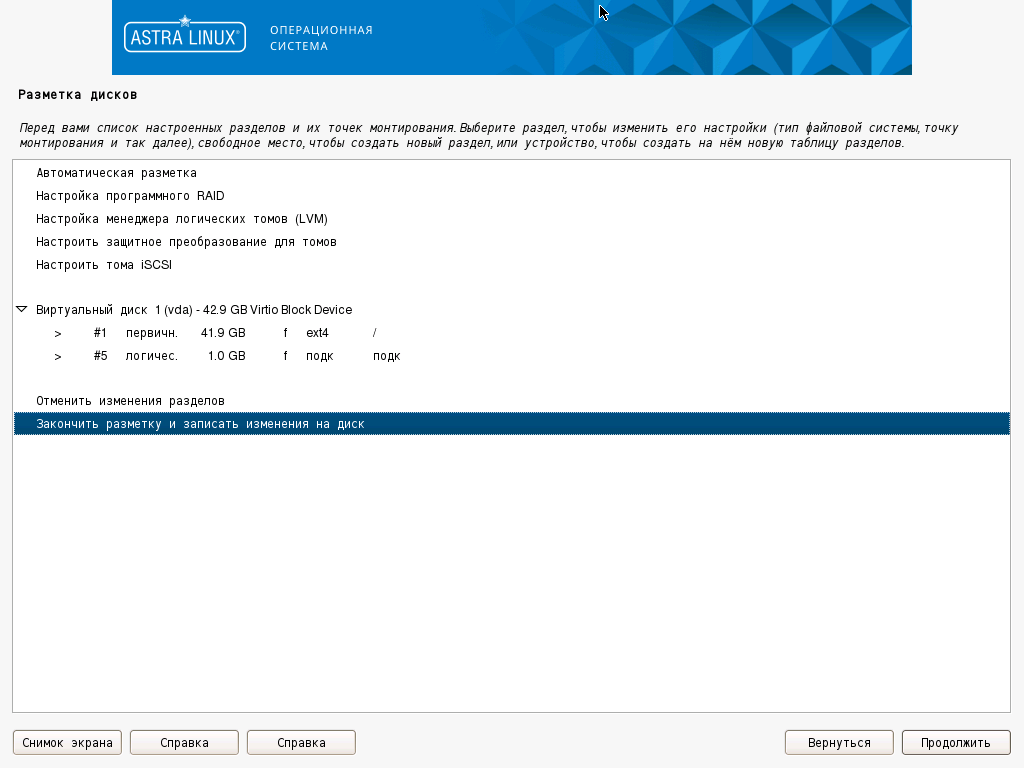 ASTRA LINUX®
ОПЕРАЦИОННАЯ
СИСТЕМА
Разметка дисков
Перед вами список настроенных разделов и их точек монтирования. Выберите раздел, чтобы изменить его настройки (тип файловой системы, точку
монтирования и так далее), свободное место, чтобы создать новый раздел, или устройство, чтобы создать на нём новую таблицу разделов.
Автоматическая разметка
Настройка программного RAID
Настройка менеджера логических томов (LVM)
Настроить защитное преобразование для томов
Настроить тома iSCSI
Виртуальный диск 1 (vda) - 42.9 GB Virtio Block Device
> #1 первичн. 41.9 GB f ext4 /
> #5 логичес. 1.0 GB f подк подк
Отменить изменения разделов
Закончить разметку и записать изменения на диск
Снимок экрана Справка Справка Вернуться Продолжить